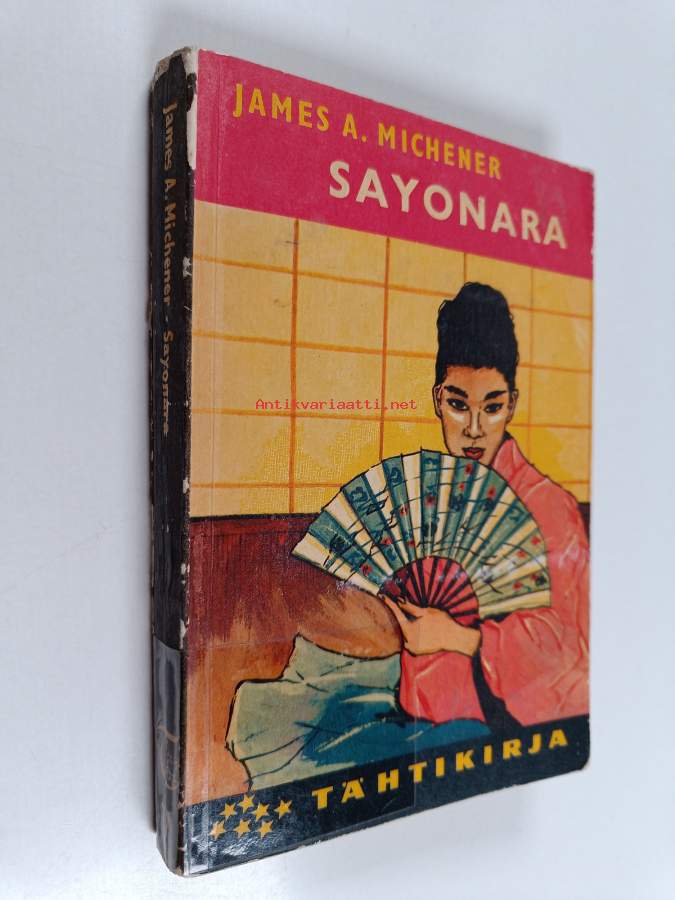 JAMES A. MICHENER
SAYONARA
James A. Michener - Sayonara
Antikvariaatti.net
TÄHTIKIRJA